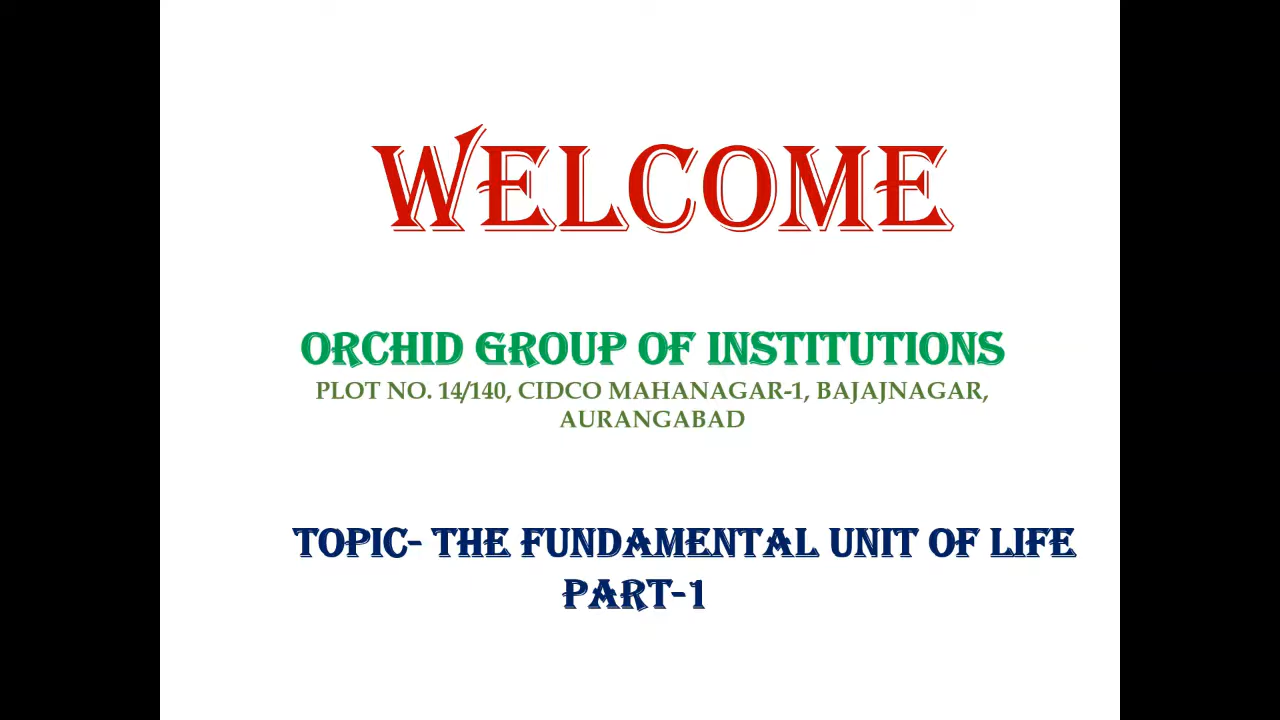 WELCOME
ORCHID GROUP OF INSTITUTIONS
PLOT NO. 14/140, CIDCO MAHANAGAR-1, BAJAJNAGAR,
AURANGABAD
TOPIC- THE FUNDAMENTAL UNIT OF LIFE
PART-1